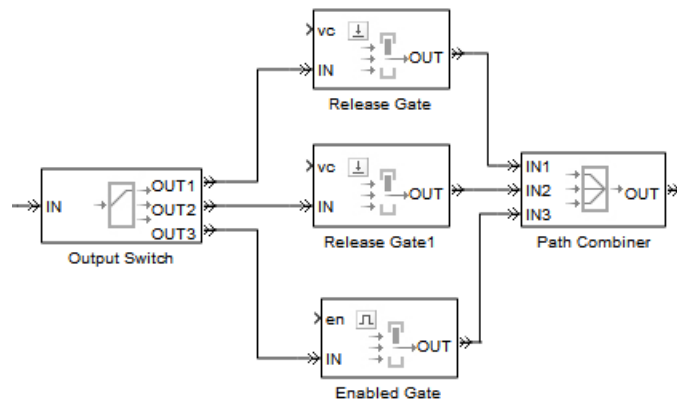 vc
OUT
IN
Release Gate
vc
OUT
IN
Release Gate1
IN
OUT1
OUT2
OUT3
Output Switch
IN1
IN2
IN3
OUT
Path Combiner
en
OUT
IN
Enabled Gate